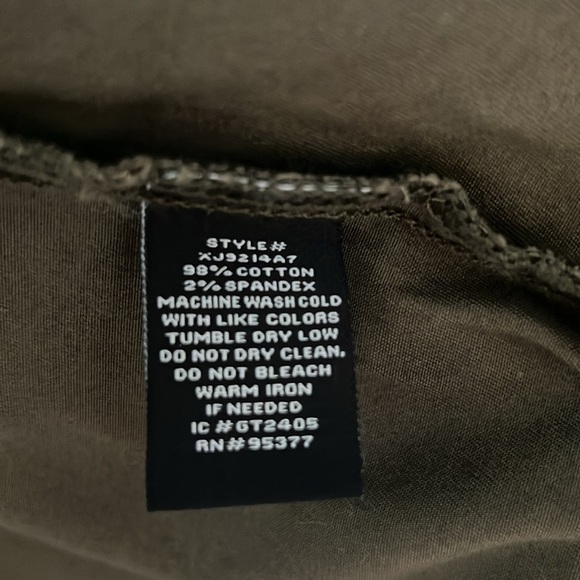 STYLE#
XJ9214A7
98% COTTON
2% SPANDEX
MACHINE WASH COLD
WITH LIKE COLORS
TUMBLE DRY LOW
DO NOT DRY CLEAN.
DO NOT BLEACH
WARM IRON
IF NEEDED
IC #GT2405
RN#95377